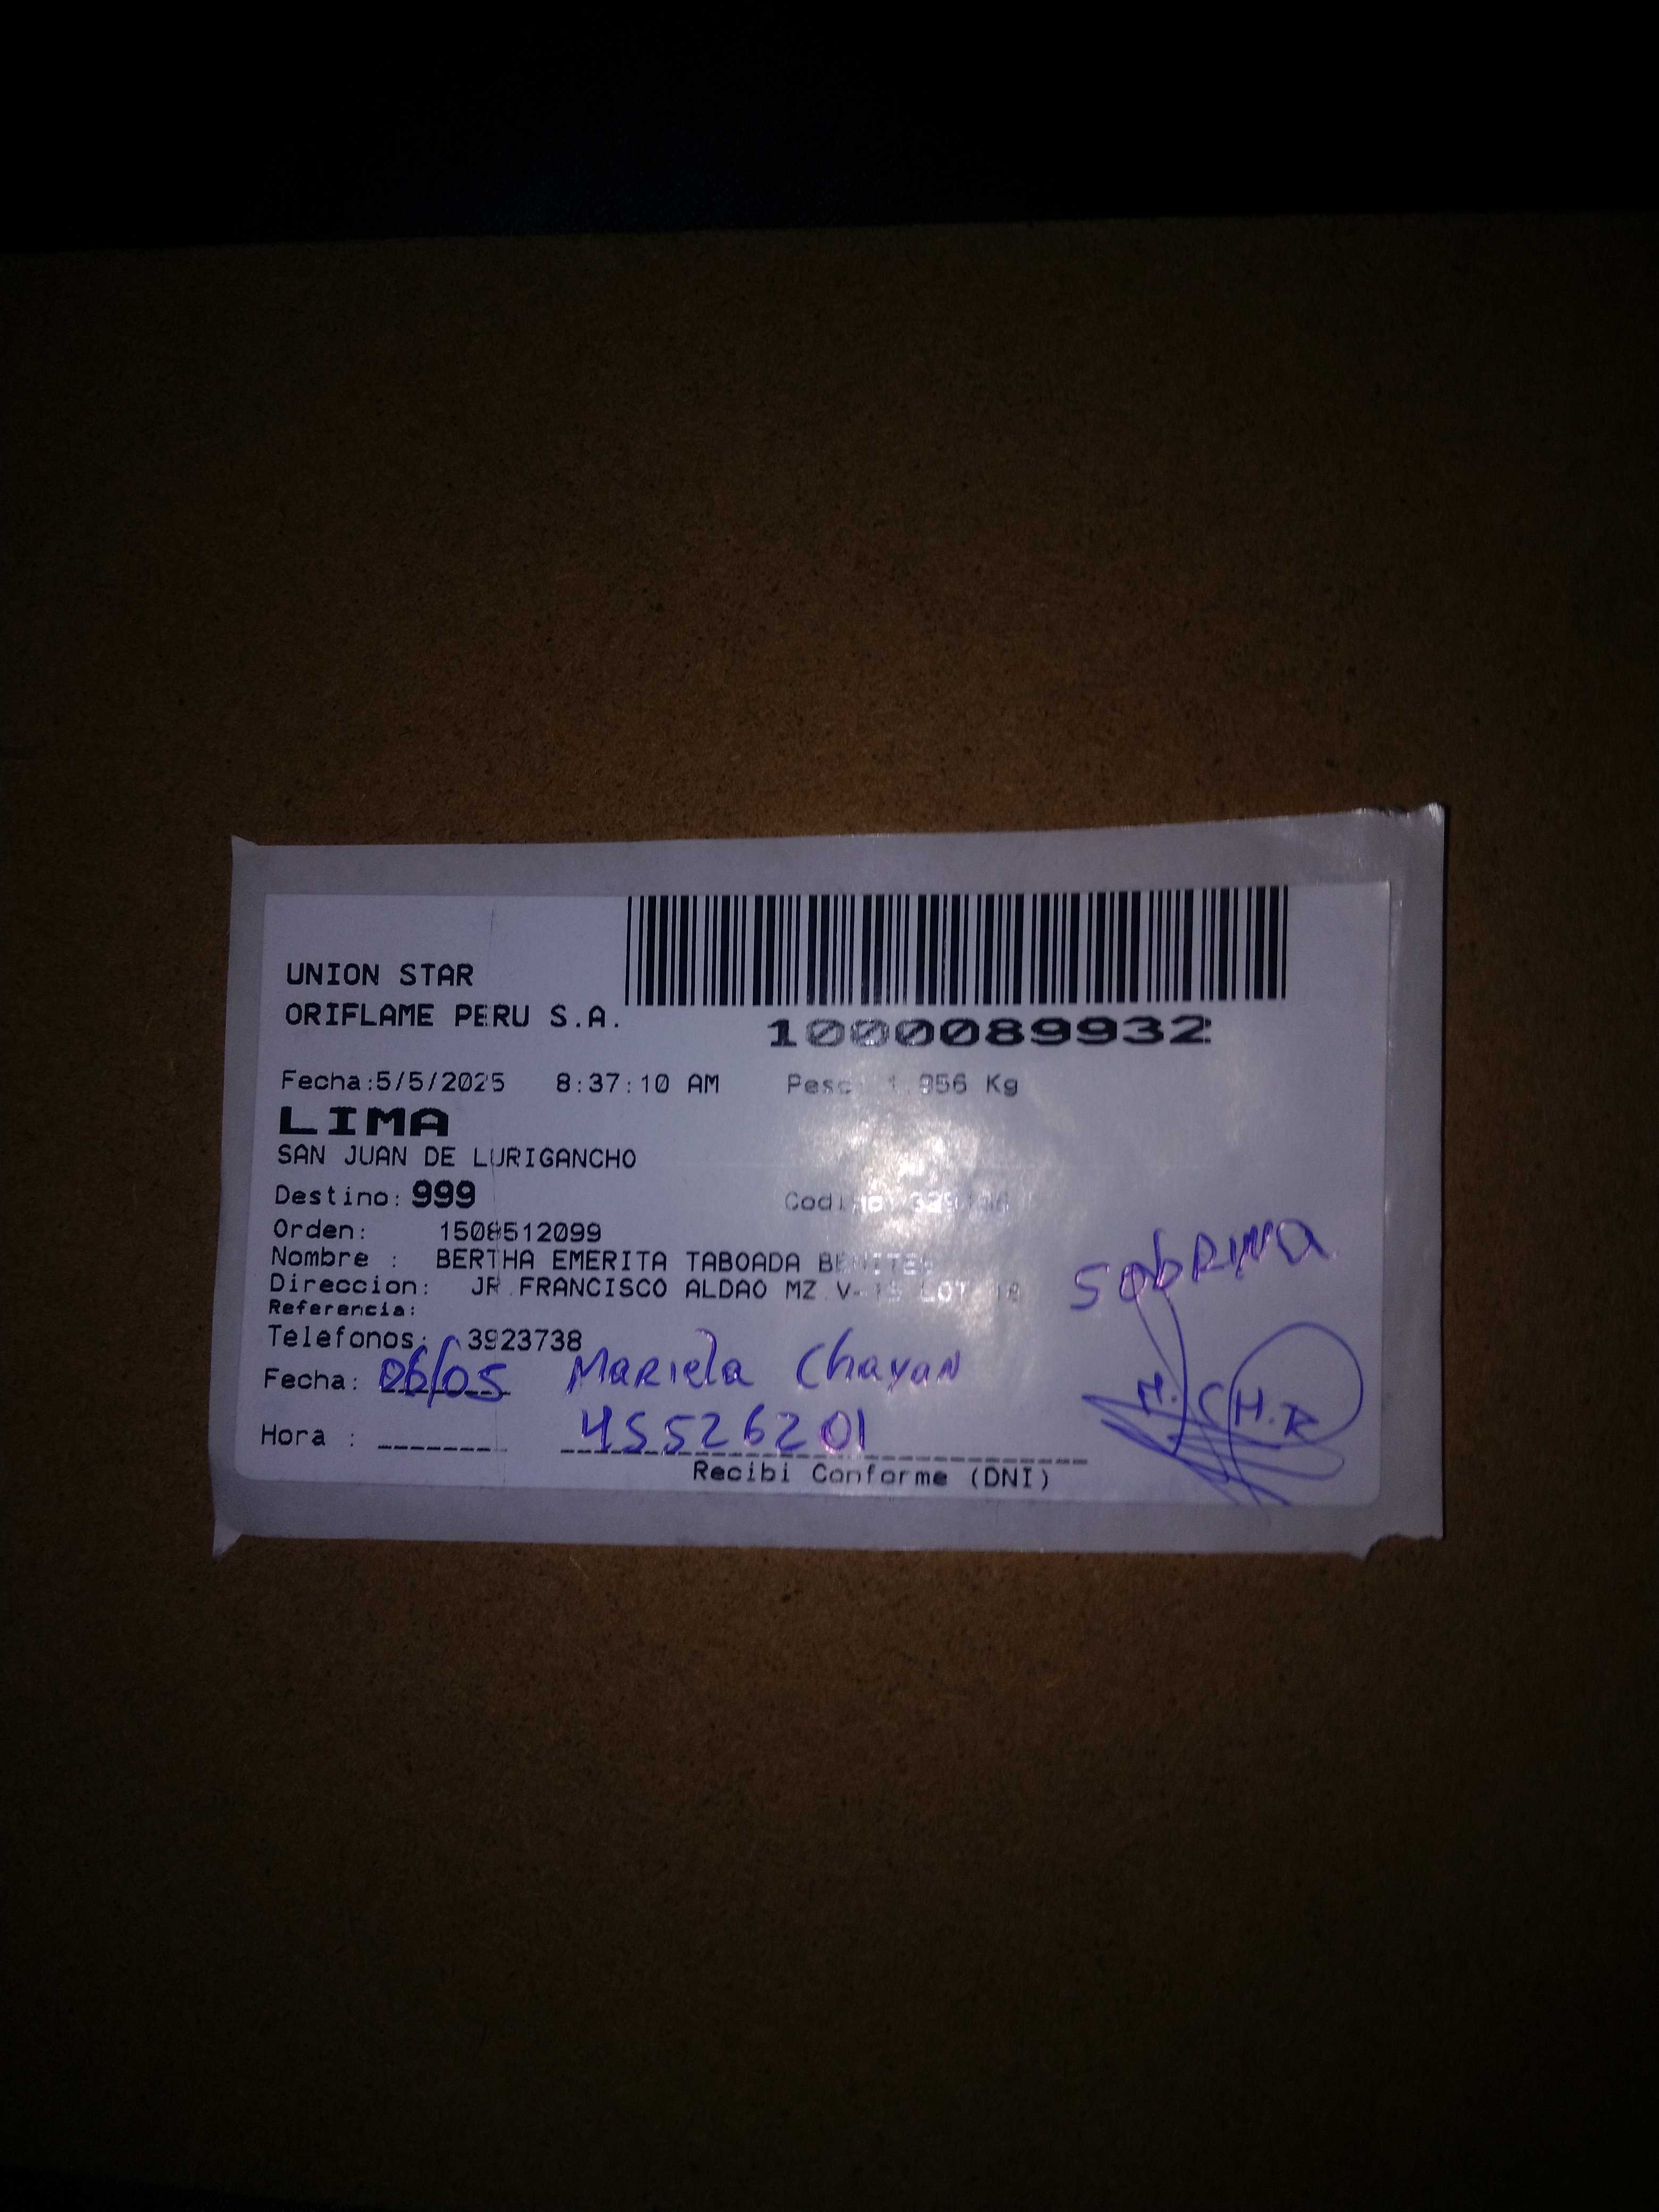 UNION STAR
ORIFLAME PERU S.A.
1000089932
Fecha:5/5/2025 8:37:10 AM Kg
LIMA
SAN JUAN DE LURIGANCHO
Destino: 999
Orden: 1508512099
Nombre : BERTHA EMERITA TABOADA
Direccion: JR FRANCISCO ALDAO MZ
Referencia:
Telefonos: 3923738
SobRINa
Fecha: 06/05 Mariela Chayan
M. CH.R
Hora : 45526201
Recibi Conforme (DNI)